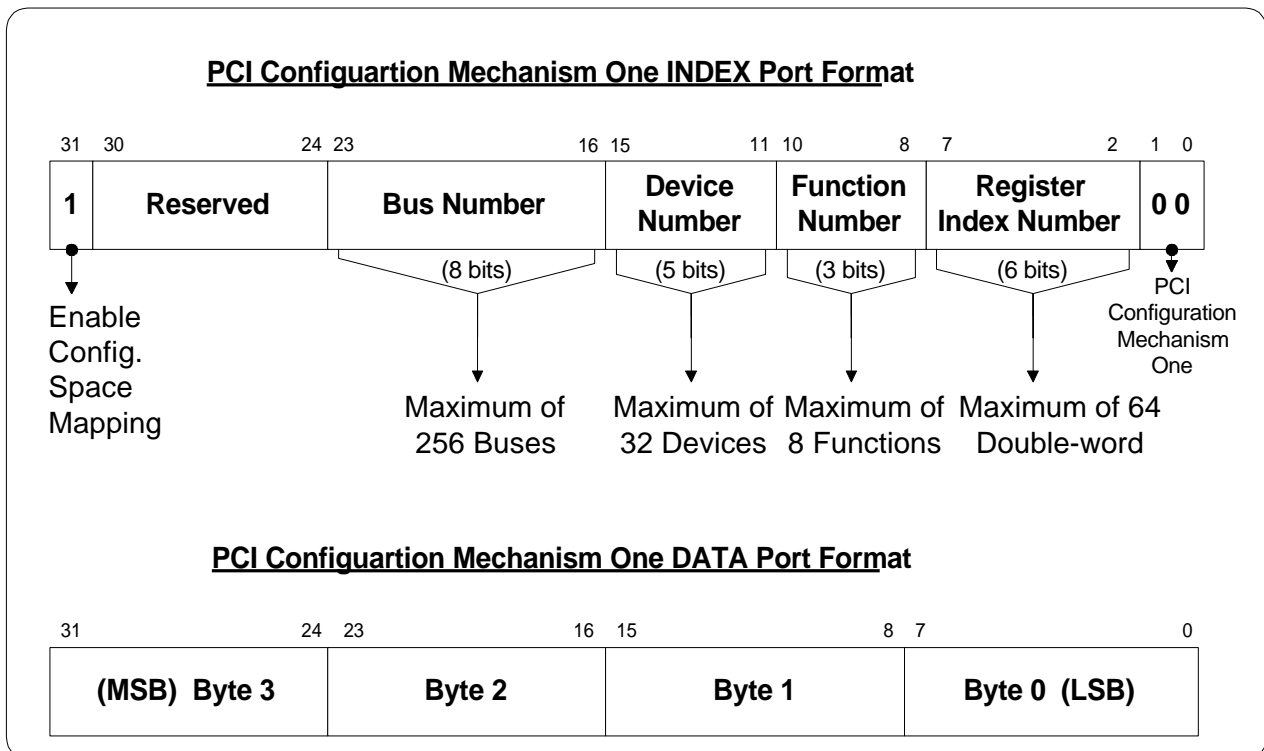 PCI Configuartion Mechanism One INDEX Port Format
31 30 24 23 16 15 11 10 8 7 2 1 0
1 Reserved Bus Number Device Number Function Number Register Index Number 0 0
(8 bits) (5 bits) (3 bits) (6 bits)
Enable
Config.
Space
Mapping
Maximum of
256 Buses
Maximum of
32 Devices
Maximum of
8 Functions
Maximum of 64
Double-word
PCI
Configuration
Mechanism
One
PCI Configuartion Mechanism One DATA Port Format
31 24 23 16 15 8 7 0
(MSB) Byte 3 Byte 2 Byte 1 Byte 0 (LSB)